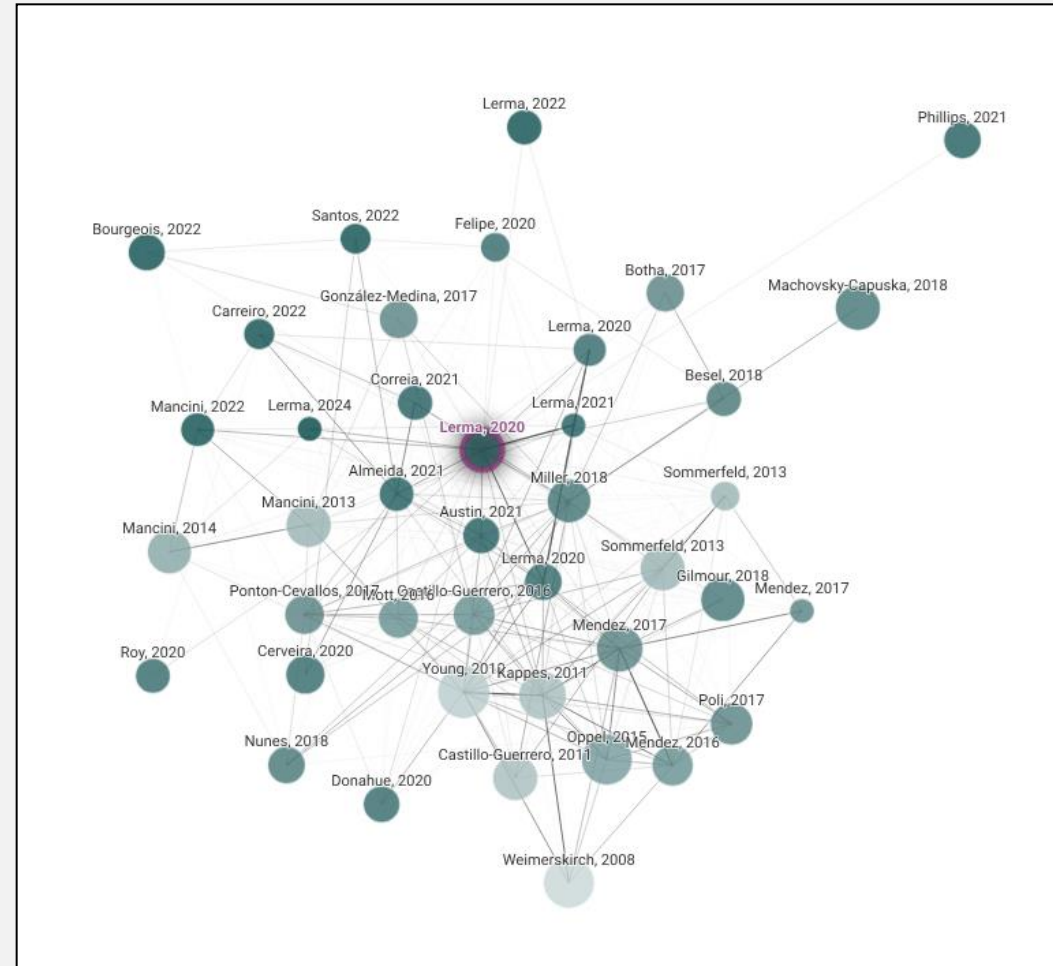 Lerma, 2022
Phillips, 2021
Santos, 2022
Bourgeois, 2022
Felipe, 2020
Botha, 2017
Machovsky-Capuska, 2018
González-Medina, 2017
Carreiro, 2022
Lerma, 2020
Besel, 2018
Correia, 2021
Mancini, 2022
Lerma, 2024
Lerma, 2021
Lerma, 2020
Almeida, 2021
Miller, 2018
Sommerfeld, 2013
Mancini, 2013
Austin, 2021
Mancini, 2014
Lerma, 2020
Sommerfeld, 2013
Gilmour, 2018
Mendez, 2017
Ponton-Cevallos, 2017
Mott, 2016
Castillo-Guerrero, 2016
Mendez, 2017
Roy, 2020
Cerveira, 2020
Young, 2010
Kappes, 2011
Poli, 2017
Nunes, 2018
Castillo-Guerrero, 2011
Oppel, 2015
Mendez, 2016
Donahue, 2020
Weimerskirch, 2008